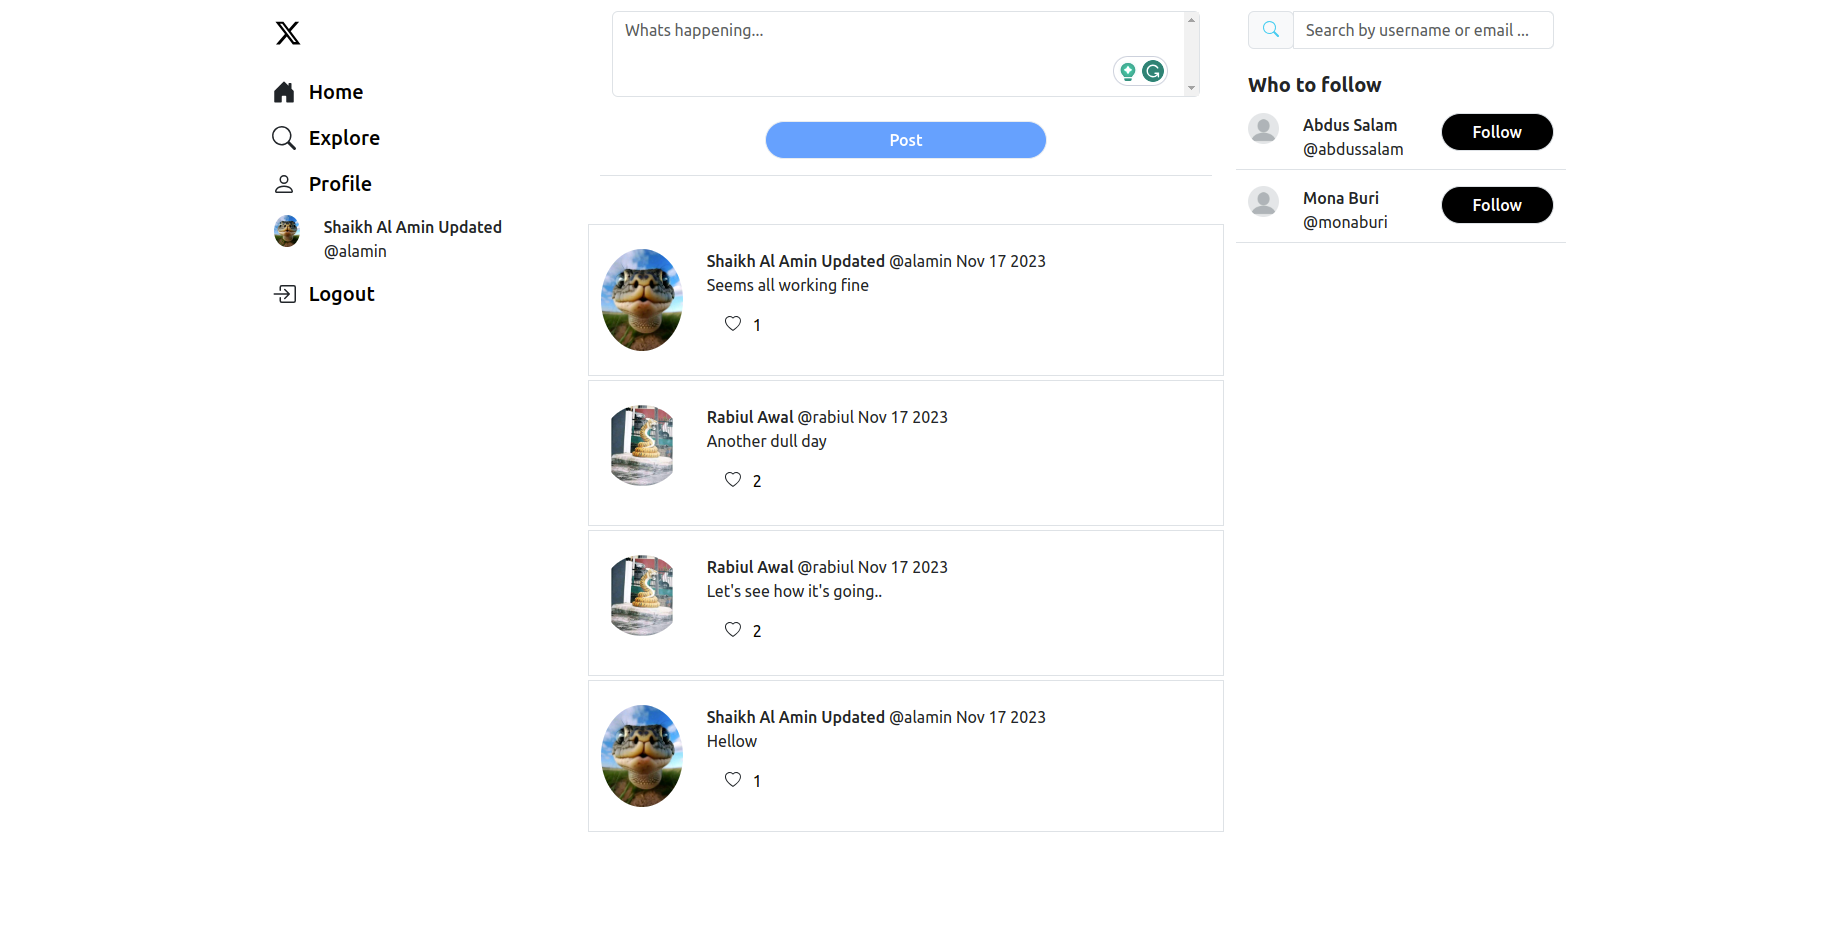 Home
Explore
Profile
Shaikh Al Amin Updated
@alamin
Logout
Whats happening...
Post
Shaikh Al Amin Updated @alamin Nov 17 2023
Seems all working fine
1
Rabiul Awal @rabiul Nov 17 2023
Another dull day
2
Rabiul Awal @rabiul Nov 17 2023
Let's see how it's going..
2
Shaikh Al Amin Updated @alamin Nov 17 2023
Hellow
1
Search by username or email ...
Who to follow
Abdus Salam
@abdussalam
Follow
Mona Buri
@monaburi
Follow